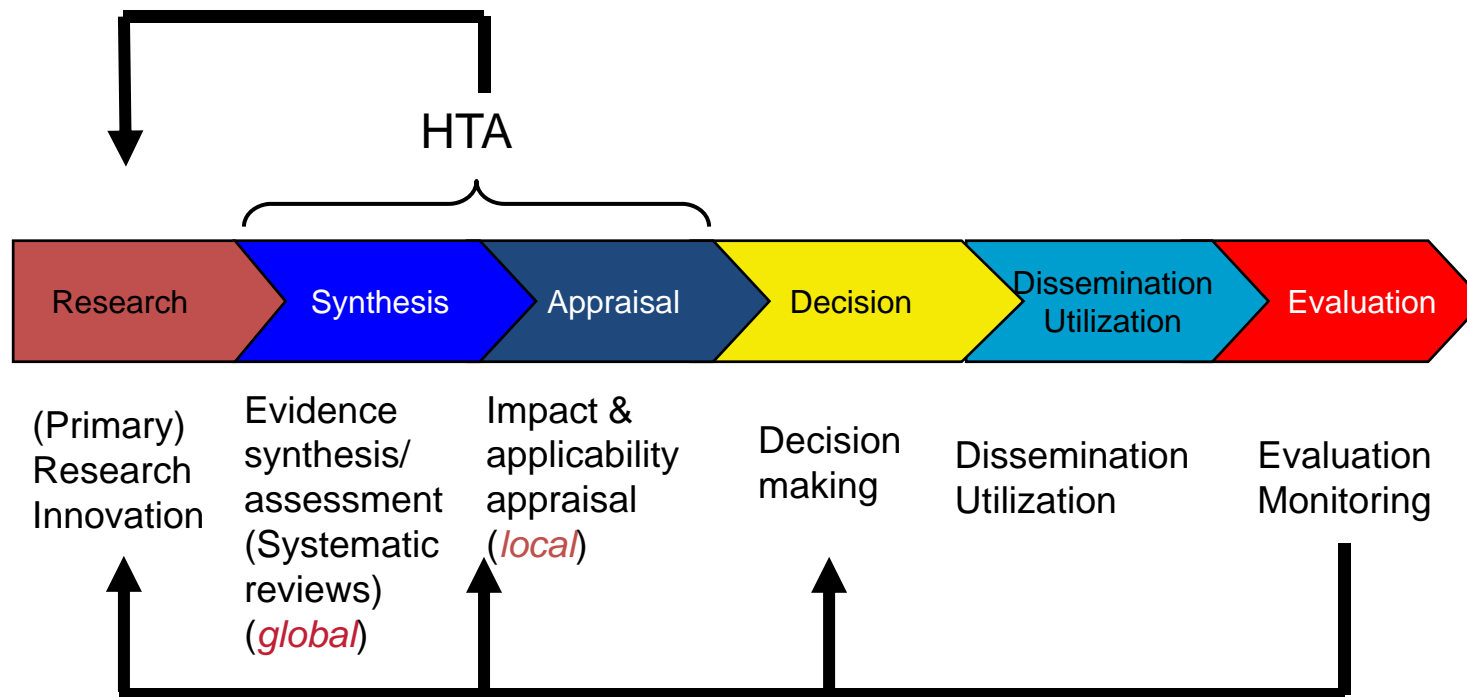 HTA
Research
Synthesis
Appraisal
Decision
Dissemination
Utilization
Evaluation
(Primary)
Research
Innovation
Evidence
synthesis/
assessment
(Systematic
reviews)
(global)
Impact &
applicability
appraisal
(local)
Decision
making
Dissemination
Utilization
Evaluation
Monitoring